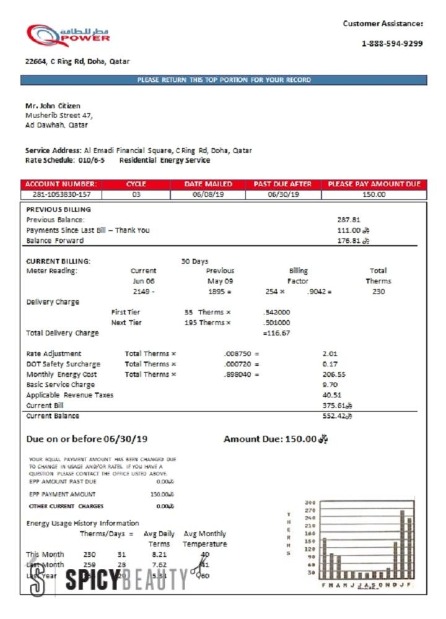 قطر للطاقة
QPOWER
Customer Assistance:
1-888-594-9299
22664, C Ring Rd, Doha, Qatar
PLEASE RETURN THIS TOP PORTION FOR YOUR RECORD
Mr. John Citizen
Musherib Street 47,
Ad Dawhah, Qatar
Service Address: Al Emadi Financial Square, C Ring Rd, Doha, Qatar
Rate Schedule: 010/6-5 Residential Energy Service
ACCOUNT NUMBER: CYCLE DATE MAILED PAST DUE AFTER PLEASE PAY AMOUNT DUE
281-1053830-157 03 06/08/19 06/30/19 150.00
PREVIOUS BILLING
Previous Balance: 287.81
Payments Since Last Bill – Thank You 111.00
Balance Forward 176.81
CURRENT BILLING: 30 Days
Meter Reading: Current Previous Billing Total
Jun 06 May 09 Factor Therms
2149 - 1895 = 254 × .9042 = 230
Delivery Charge
First Tier 35 Therms × .542000
Next Tier 195 Therms × .501000
Total Delivery Charge =116.67
Rate Adjustment Total Therms × .008750 = 2.01
DOT Safety Surcharge Total Therms × .000720 = 0.17
Monthly Energy Cost Total Therms × .898040 = 206.55
Basic Service Charge 9.70
Applicable Revenue Taxes 40.51
Current Bill 375.61
Current Balance 552.42
Due on or before 06/30/19 Amount Due: 150.00
YOUR EQUAL PAYMENT AMOUNT HAS BEEN CHANGED DUE
TO CHANGE IN USAGE AND/OR RATES. IF YOU HAVE A
QUESTION PLEASE CONTACT THE OFFICE LISTED ABOVE.
EPP AMOUNT PAST DUE 0.00
EPP PAYMENT AMOUNT 150.00
OTHER CURRENT CHARGES 0.00
Energy Usage History Information
Therms/Days = Avg Daily Avg Monthly
Terms Temperature
This Month 230 31 8.21 40
Last Month 28 7.62 41
Last Year 60
SPICYBEAUTY
THERMS
300
270
240
210
180
150
120
90
60
30
F M A M J J A S O N D J F